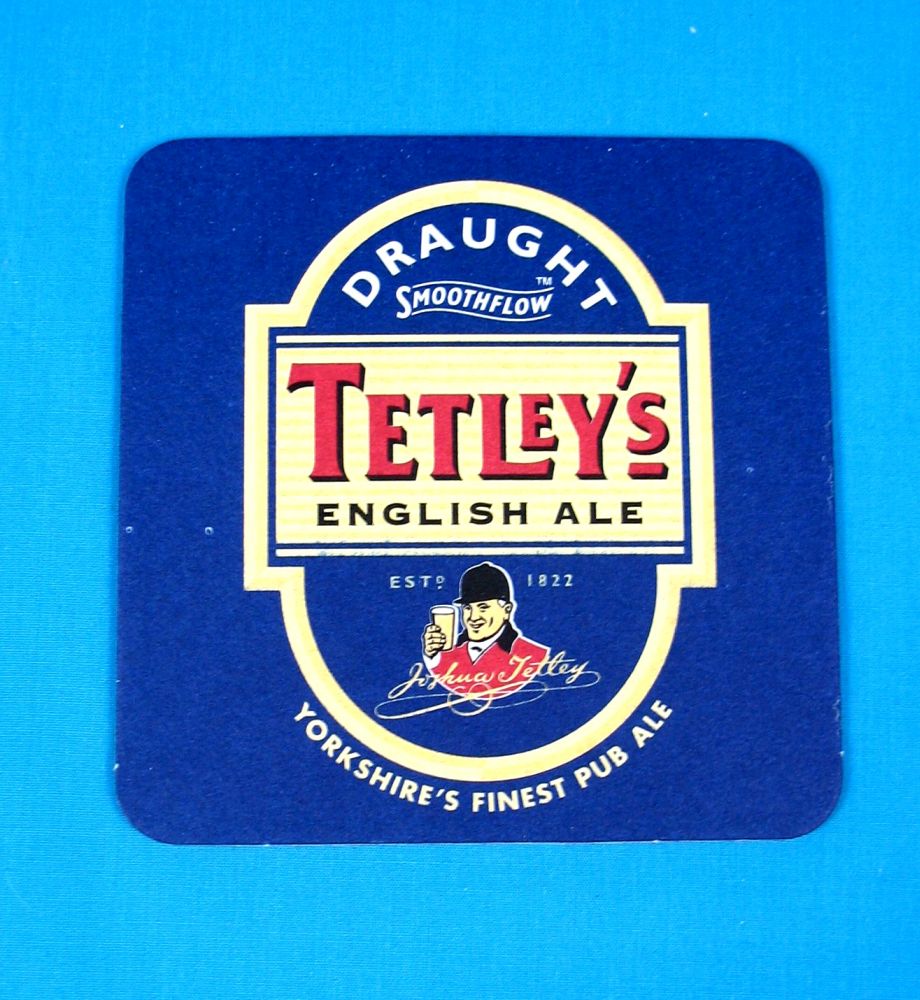 DRAUGHT
SMOOTHFLOW™
TETLEY'S
ENGLISH ALE
ESTD 1822
Joshua Tetley
YORKSHIRE'S FINEST PUB ALE